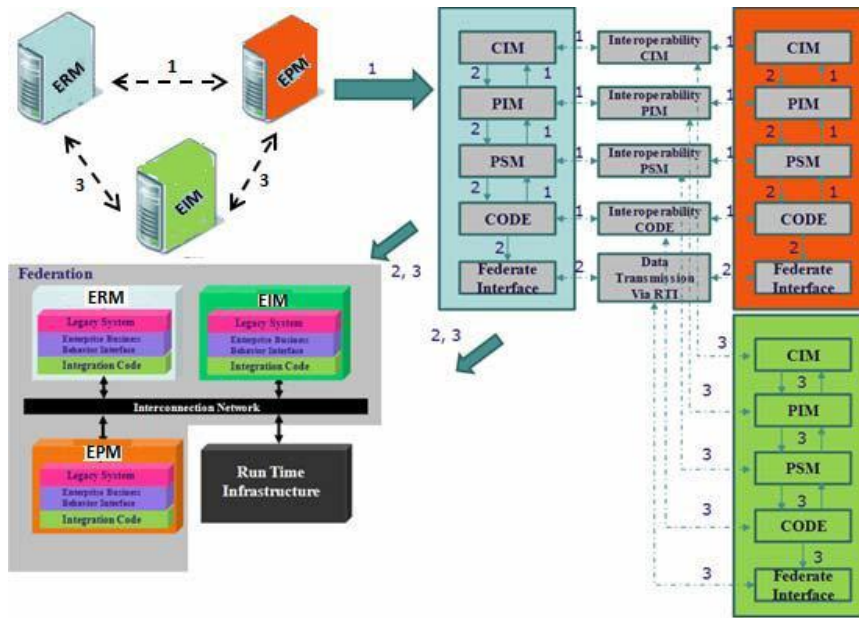 ERM
1
EPM
3
3
EIM
1
CIM
2
1
PIM
2
1
PSM
2
1
CODE
2
Federate
Interface
1
Interoperability
CIM
1
1
Interoperability
PIM
1
1
Interoperability
PSM
1
1
Interoperability
CODE
1
2
Data
Transmission
Via RTI
2
CIM
2
1
PIM
2
1
PSM
2
1
CODE
2
Federate
Interface
2, 3
2, 3
Federation
ERM
Legacy System
Enterprise Business
Behavior Interface
Integration Code
EIM
Legacy System
Enterprise Business
Behavior Interface
Integration Code
Interconnection Network
EPM
Legacy System
Enterprise Business
Behavior Interface
Integration Code
Run Time
Infrastructure
3
CIM
3
3
PIM
3
3
PSM
3
3
CODE
3
3
Federate
Interface